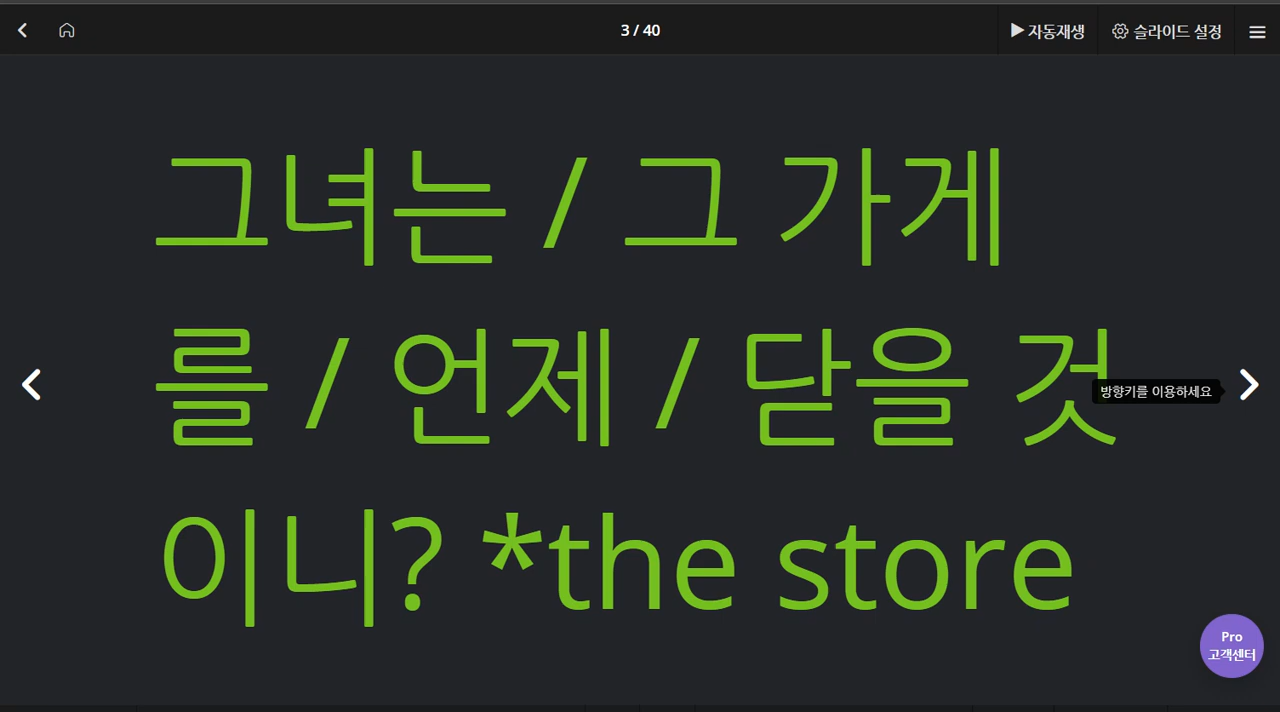 3 / 40
▶ 자동재생
슬라이드 설정
그녀는 / 그 가게
를 / 언제 / 닫을 것
이니? *the store
방향키를 이용하세요
Pro
고객센터